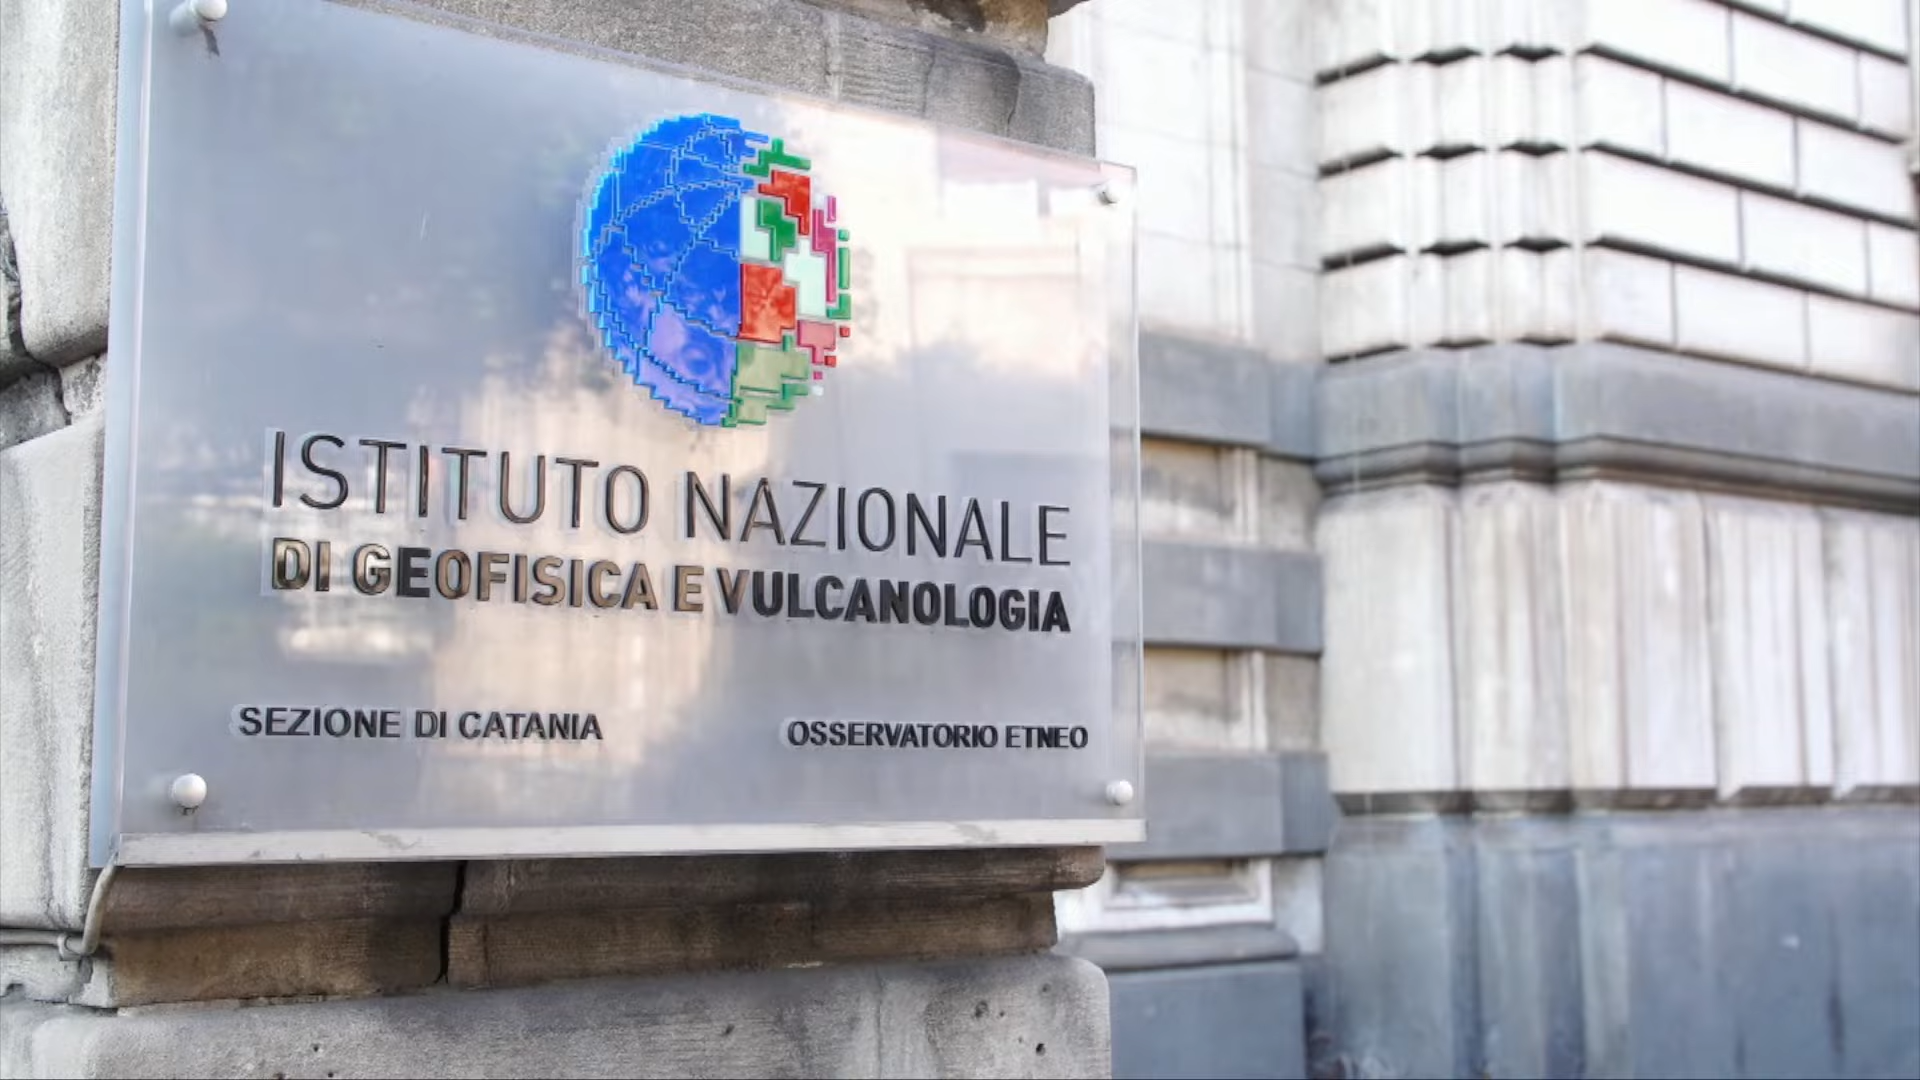 ISTITUTO NAZIONALE
DI GEOFISICA E VULCANOLOGIA
SEZIONE DI CATANIA
OSSERVATORIO ETNEO